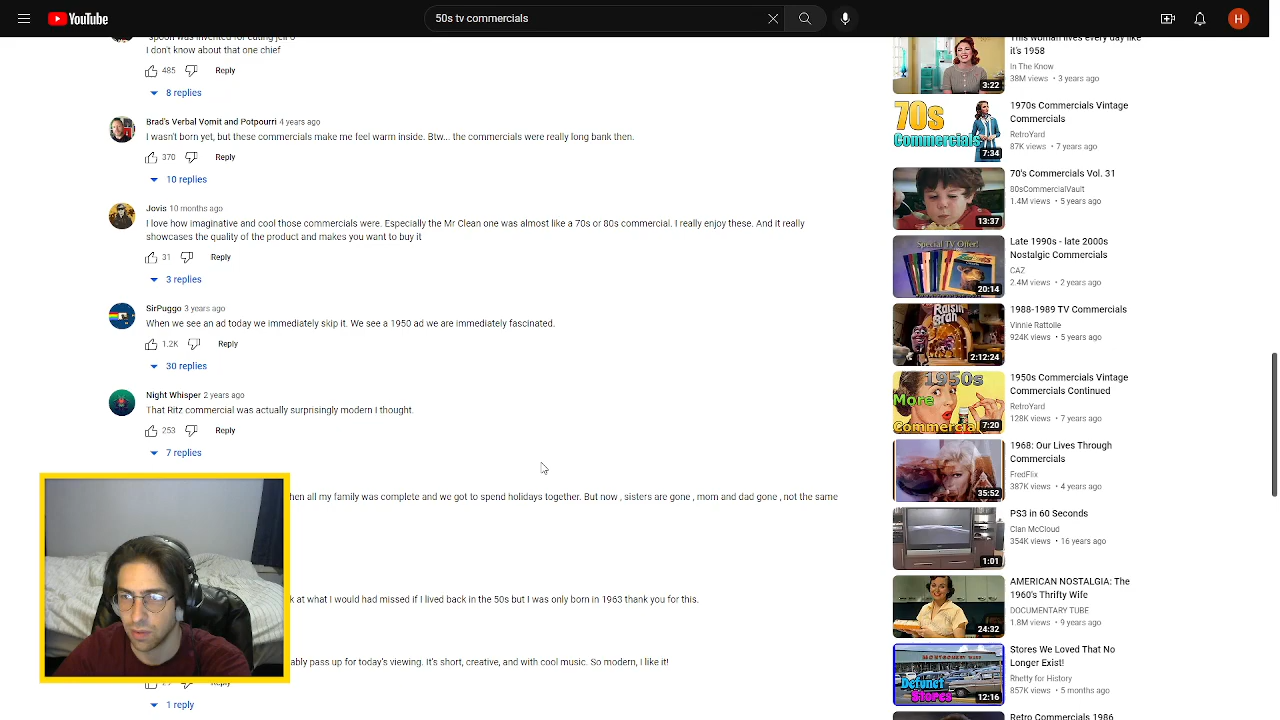 YouTube
50s tv commercials
H
spoon was invented for eating jell o
I don't know about that one chief
485
Reply
8 replies
Brad's Verbal Vomit and Potpourri 4 years ago
I wasn't born yet, but these commercials make me feel warm inside. Btw... the commercials were really long bank then.
370
Reply
10 replies
Jovis 10 months ago
I love how imaginative and cool those commercials were. Especially the Mr Clean one was almost like a 70s or 80s commercial. I really enjoy these. And it really
showcases the quality of the product and makes you want to buy it
31
Reply
3 replies
SirPuggo 3 years ago
When we see an ad today we immediately skip it. We see a 1950 ad we are immediately fascinated.
1.2K
Reply
30 replies
Night Whisper 2 years ago
That Ritz commercial was actually surprisingly modern I thought.
253
Reply
7 replies
hen all my family was complete and we got to spend holidays together. But now , sisters are gone , mom and dad gone , not the same
k at what I would had missed if I lived back in the 50s but I was only born in 1963 thank you for this.
ally pass up for today's viewing. It's short, creative, and with cool music. So modern, I like it!
Reply
1 reply
This woman lives every day like
it's 1958
In The Know
38M views • 3 years ago
3:22
1970s Commercials Vintage
Commercials
RetroYard
87K views • 7 years ago
70s
Commercials
7:34
70's Commercials Vol. 31
80sCommercialVault
1.4M views • 5 years ago
13:37
Late 1990s - late 2000s
Nostalgic Commercials
CAZ
2.4M views • 2 years ago
Special TV Offer!
20:14
1988-1989 TV Commercials
Vinnie Rattolle
924K views • 5 years ago
Raisin
Bran
2:12:24
1950s Commercials Vintage
Commercials Continued
RetroYard
128K views • 7 years ago
1950s
More
Commercial
7:20
1968: Our Lives Through
Commercials
FredFlix
387K views • 4 years ago
35:52
PS3 in 60 Seconds
Clan McCloud
354K views • 16 years ago
1:01
AMERICAN NOSTALGIA: The
1960's Thrifty Wife
DOCUMENTARY TUBE
1.8M views • 9 years ago
24:32
Stores We Loved That No
Longer Exist!
Rhetty for History
857K views • 5 months ago
MONTGOMERY WARD
Defunct
Stores
12:16
Retro Commercials 1986